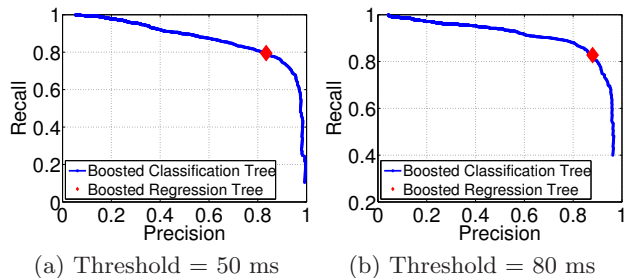 1
0.8
0.6
0.4
0.2
0
Recall
0 0.2 0.4 0.6 0.8 1
Precision
Boosted Classification Tree
Boosted Regression Tree
(a) Threshold = 50 ms
1
0.8
0.6
0.4
0.2
Recall
0 0.2 0.4 0.6 0.8 1
Precision
Boosted Classification Tree
Boosted Regression Tree
(b) Threshold = 80 ms